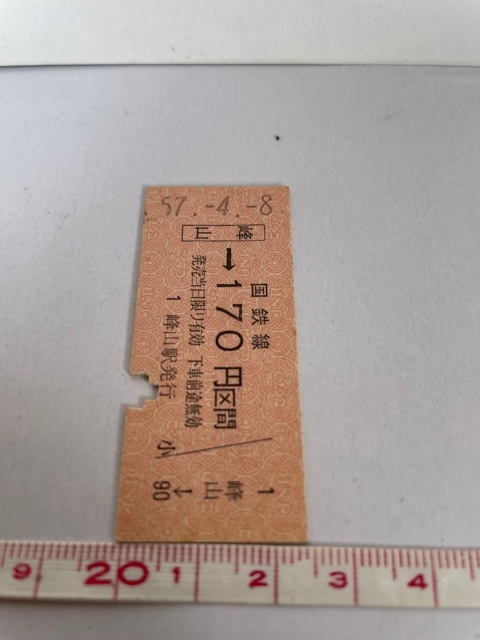 57.-4.-8
峰山
国鉄線
→170円区間
発売当日限り有効 下車前途無効
1 峰山駅発行
小
1
峰山
↓
90
9 20 1 2 3 4